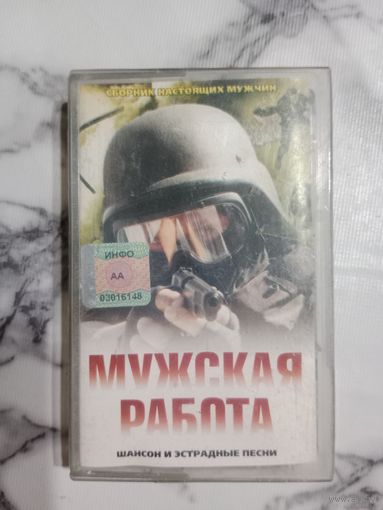 СБОРНИК НАСТОЯЩИХ МУЖЧИН
ИНФО
АА
03016148
МУЖСКАЯ
РАБОТА
ШАНСОН И ЭСТРАДНЫЕ ПЕСНИ